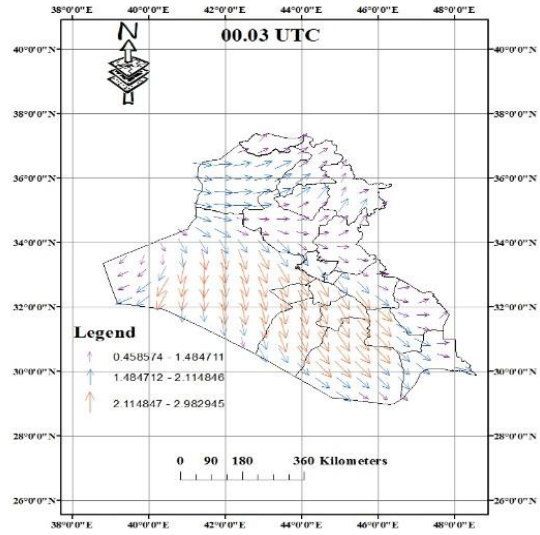 38°0'0"E 40°0'0"E 42°0'0"E 44°0'0"E 46°0'0"E 48°0'0"E
00.03 UTC
N
40°0'0"N 40°0'0"N
38°0'0"N 38°0'0"N
36°0'0"N 36°0'0"N
34°0'0"N 34°0'0"N
32°0'0"N 32°0'0"N
Legend
0.458574 - 1.484711
30°0'0"N 30°0'0"N
1.484712 - 2.114846
2.114847 - 2.982945
28°0'0"N 28°0'0"N
0 90 180 360 Kilometers
26°0'0"N 26°0'0"N
38°0'0"E 40°0'0"E 42°0'0"E 44°0'0"E 46°0'0"E 48°0'0"E